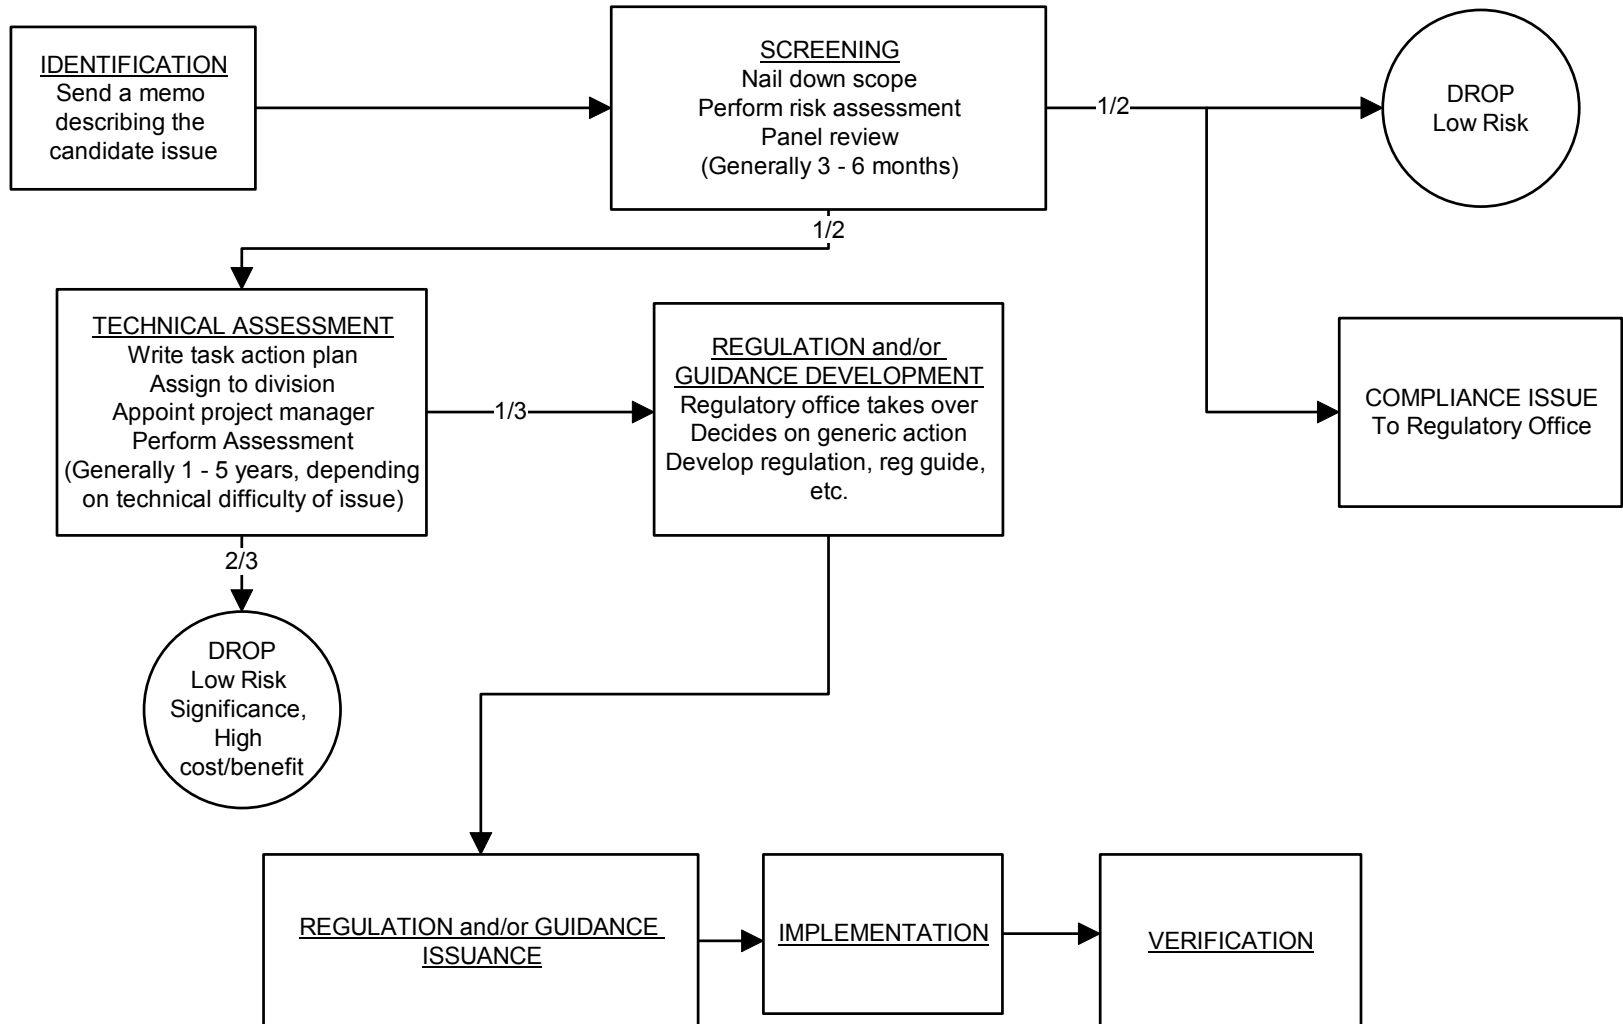 IDENTIFICATION
Send a memo
describing the
candidate issue
SCREENING
Nail down scope
Perform risk assessment
Panel review
(Generally 3 - 6 months)
1/2
DROP
Low Risk
1/2
TECHNICAL ASSESSMENT
Write task action plan
Assign to division
Appoint project manager
Perform Assessment
(Generally 1 - 5 years, depending
on technical difficulty of issue)
1/3
REGULATION and/or
GUIDANCE DEVELOPMENT
Regulatory office takes over
Decides on generic action
Develop regulation, reg guide,
etc.
COMPLIANCE ISSUE
To Regulatory Office
2/3
DROP
Low Risk
Significance,
High
cost/benefit
REGULATION and/or GUIDANCE
ISSUANCE
IMPLEMENTATION
VERIFICATION